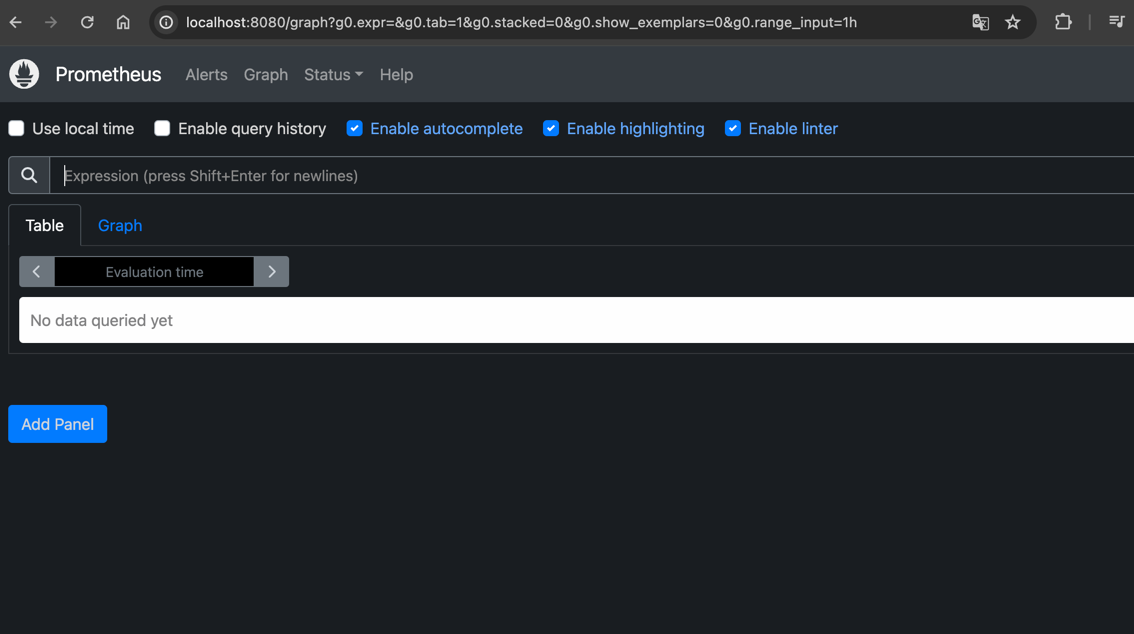 localhost:8080/graph?g0.expr=&g0.tab=1&g0.stacked=0&g0.show_exemplars=0&g0.range_input=1h
Prometheus Alerts Graph Status Help
Use local time Enable query history Enable autocomplete Enable highlighting Enable linter
Expression (press Shift+Enter for newlines)
Table Graph
Evaluation time
No data queried yet
Add Panel